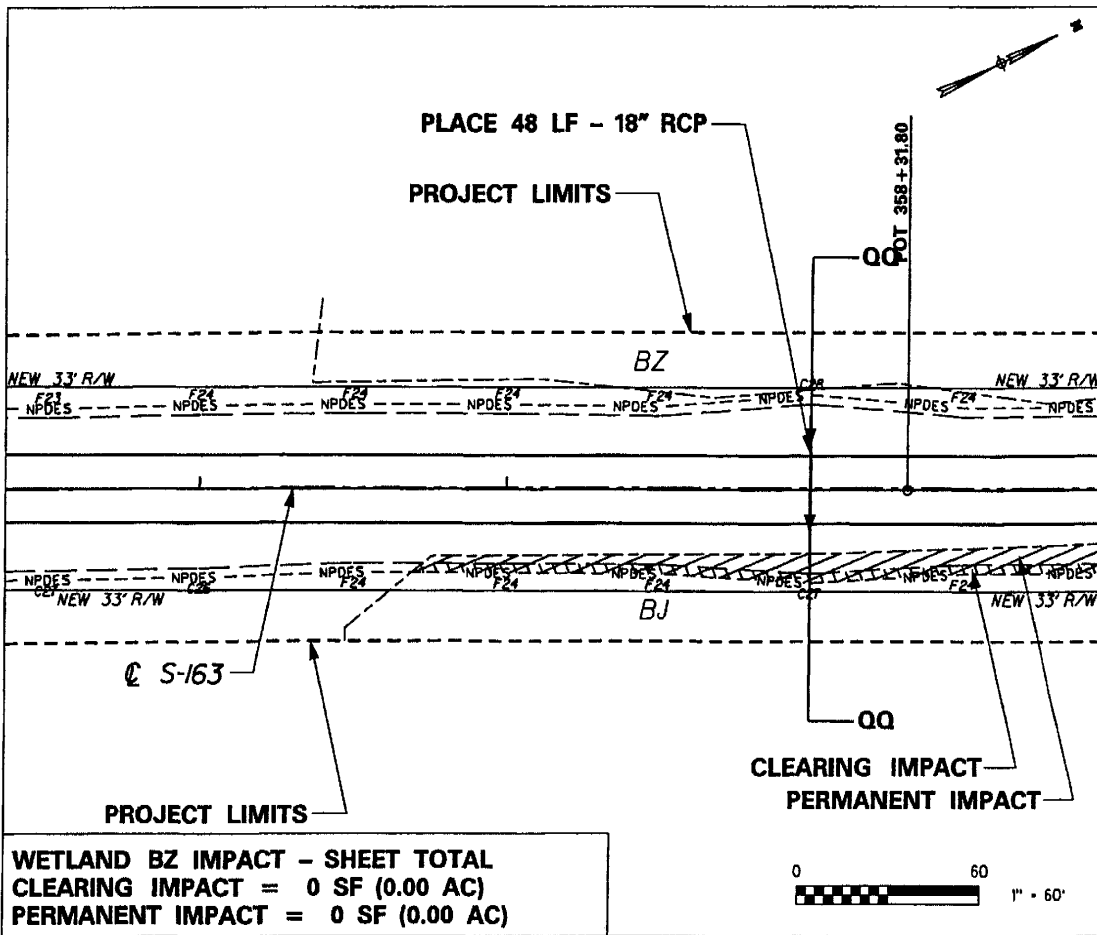 N
PLACE 48 LF - 18" RCP
PROJECT LIMITS
POT 358+31.80
QQ
BZ
NEW 33' R/W
C28
NEW 33' R/W
F23 F24 F24 F24 F24 F24
NPDES NPDES NPDES NPDES NPDES NPDES NPDES NPDES
NPDES NPDES NPDES NPDES NPDES NPDES NPDES NPDES
F24 F24 F24 C27 F24
NEW 33' R/W
C26
BJ
NEW 33' R/W
℄ S-163
QQ
CLEARING IMPACT
PERMANENT IMPACT
PROJECT LIMITS
WETLAND BZ IMPACT - SHEET TOTAL
CLEARING IMPACT = 0 SF (0.00 AC)
PERMANENT IMPACT = 0 SF (0.00 AC)
0 60
1" = 60'